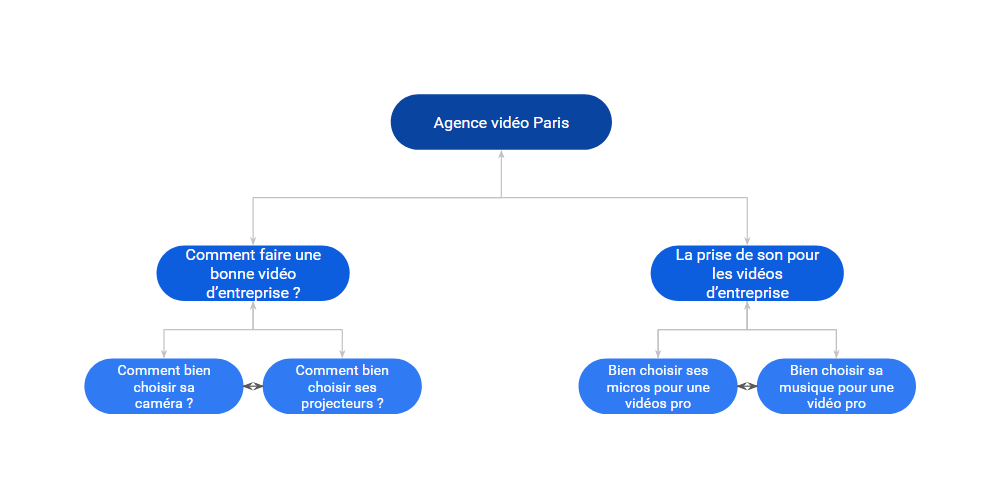 Agence vidéo Paris
Comment faire une
bonne vidéo
d’entreprise ?
La prise de son pour
les vidéos
d’entreprise
Comment bien
choisir sa
caméra ?
Comment bien
choisir ses
projecteurs ?
Bien choisir ses
micros pour une
vidéos pro
Bien choisir sa
musique pour une
vidéo pro